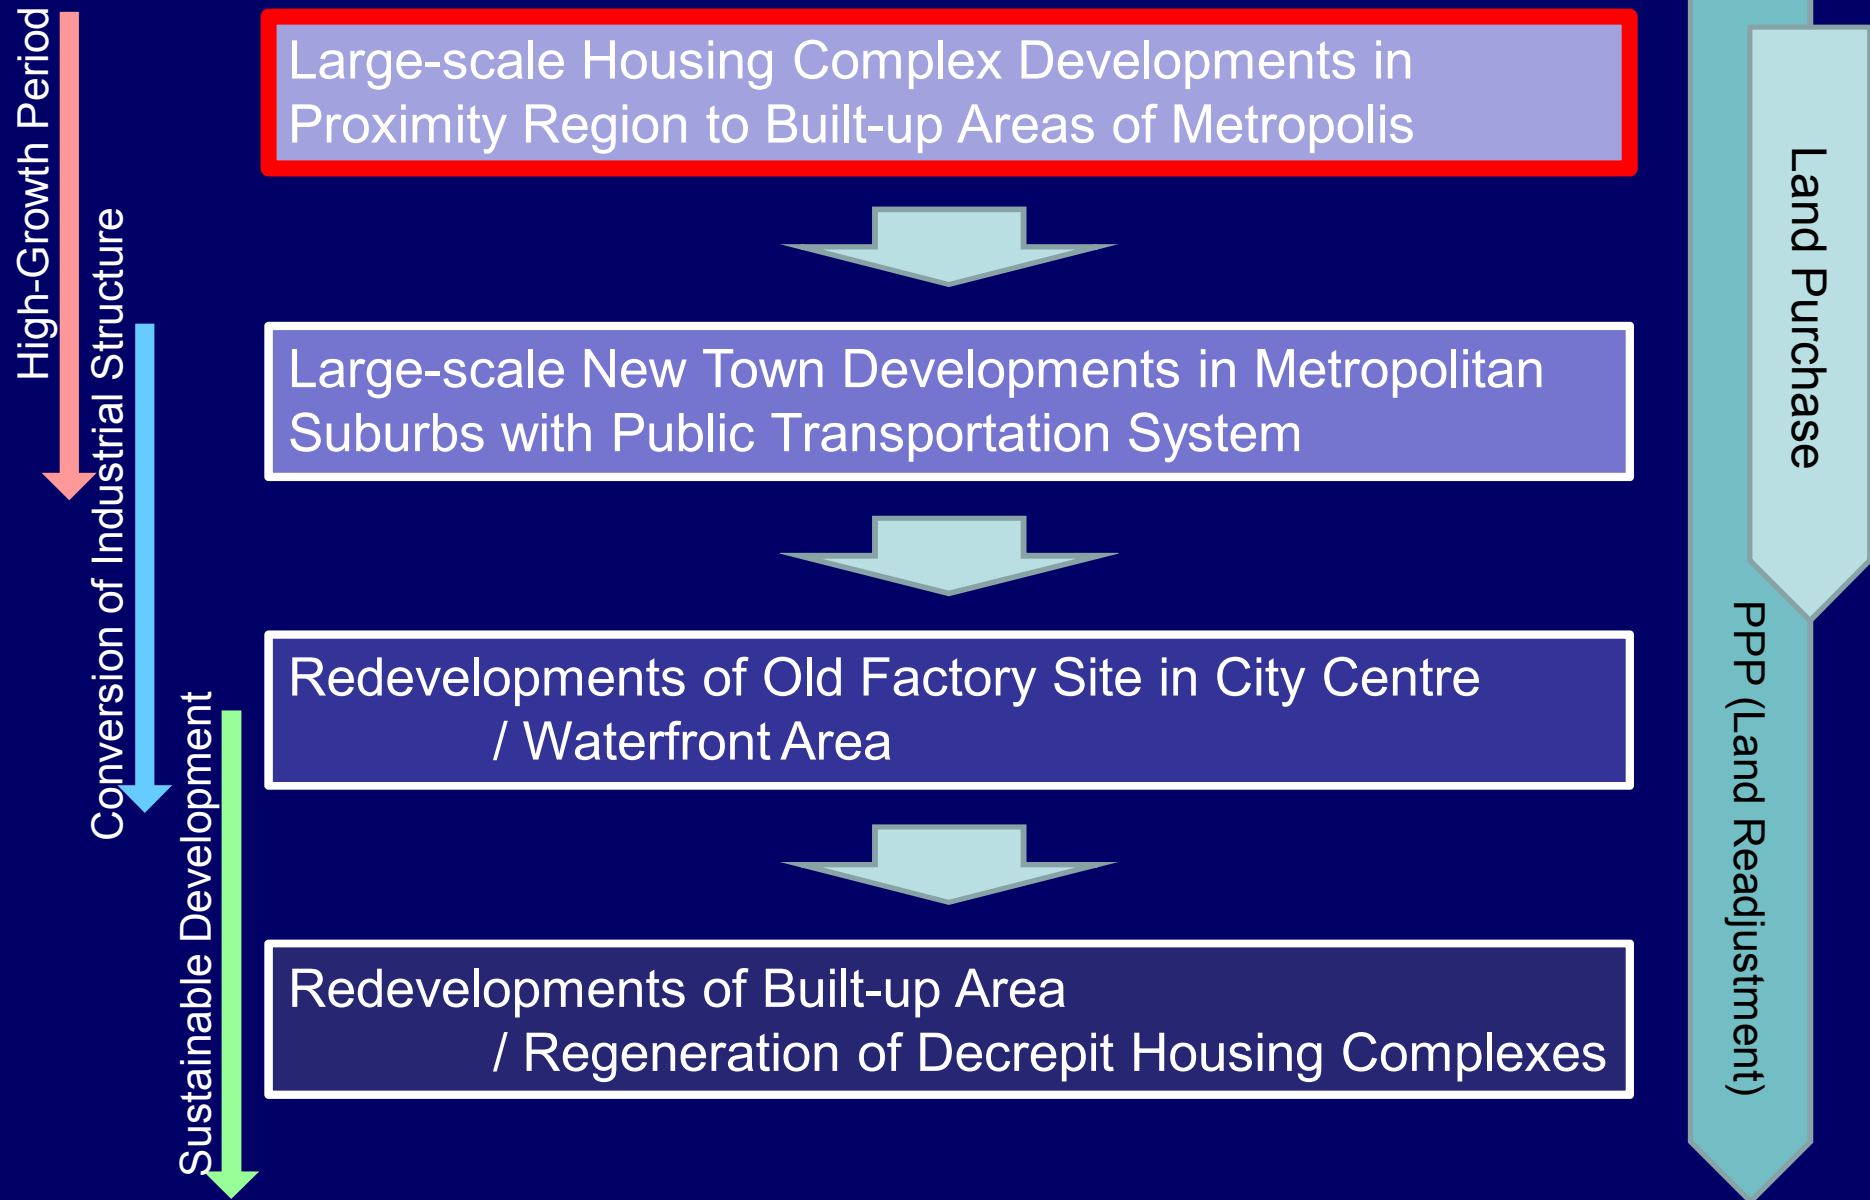 High-Growth Period
Conversion of Industrial Structure
Sustainable Development
Large-scale Housing Complex Developments in
Proximity Region to Built-up Areas of Metropolis
Large-scale New Town Developments in Metropolitan
Suburbs with Public Transportation System
Redevelopments of Old Factory Site in City Centre
/ Waterfront Area
Redevelopments of Built-up Area
/ Regeneration of Decrepit Housing Complexes
Land Purchase
PPP (Land Readjustment)